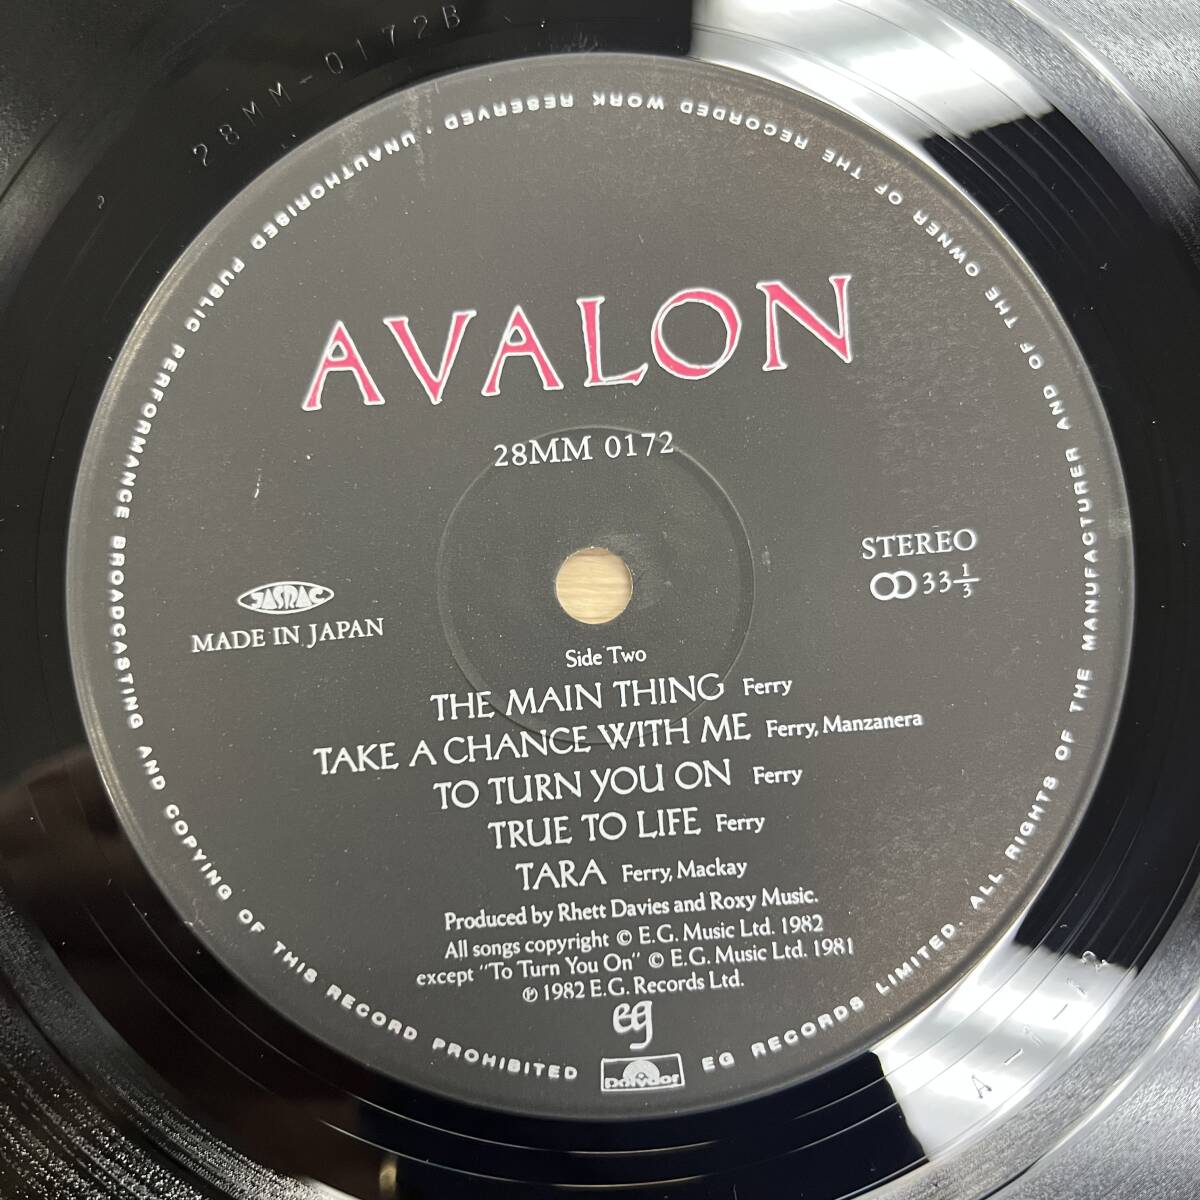 28MM-0172B
AVALON
28MM 0172
STEREO
33 1/3
JASRAC
MADE IN JAPAN
Side Two
THE MAIN THING Ferry
TAKE A CHANCE WITH ME Ferry, Manzanera
TO TURN YOU ON Ferry
TRUE TO LIFE Ferry
TARA Ferry, Mackay
Produced by Rhett Davies and Roxy Music.
All songs copyright © E.G. Music Ltd. 1982
except "To Turn You On" © E.G. Music Ltd. 1981
℗ 1982 E.G. Records Ltd.
eg
polydor
EG RECORDS LIMITED. ALL RIGHTS OF THE MANUFACTURER AND OF THE OWNER OF THE RECORDED WORK RESERVED. UNAUTHORISED PUBLIC PERFORMANCE BROADCASTING AND COPYING OF THIS RECORD PROHIBITED